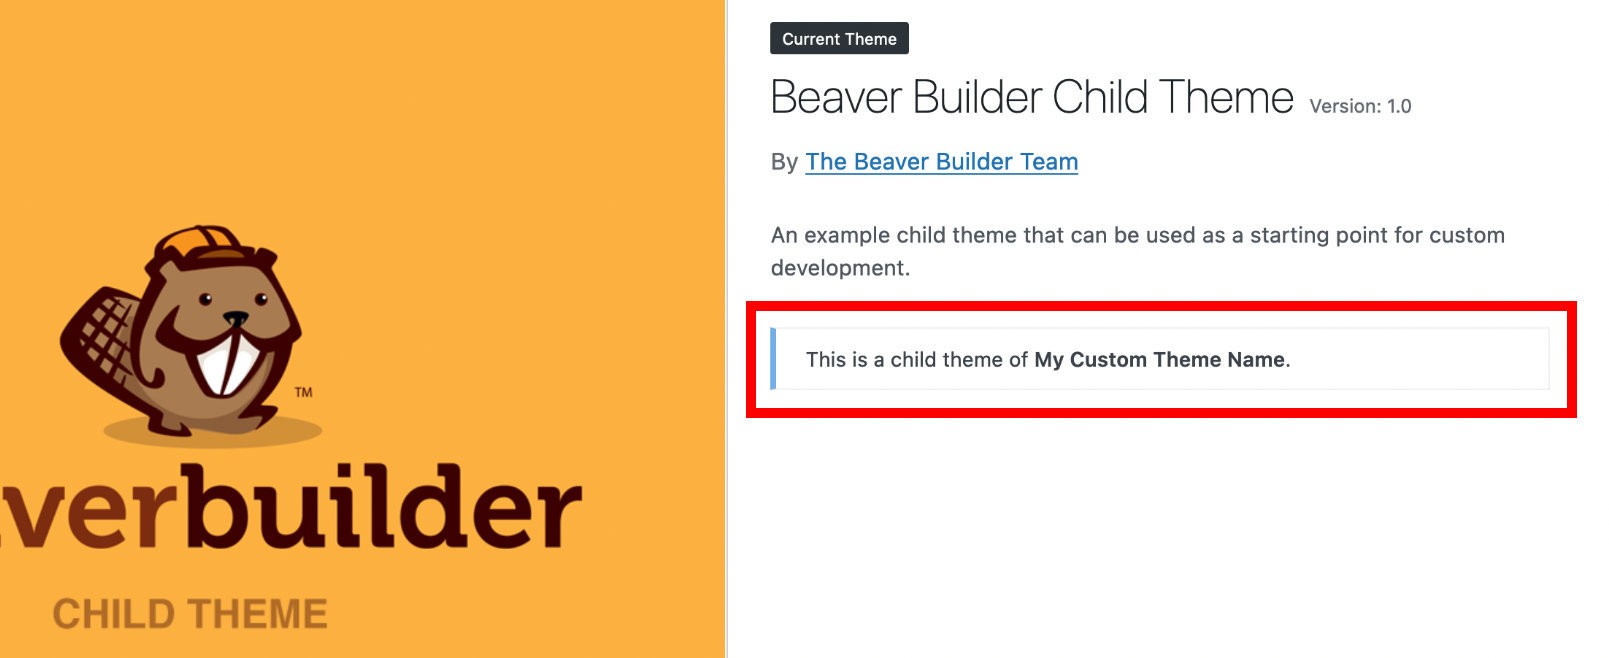 Current Theme
Beaver Builder Child Theme Version: 1.0
By The Beaver Builder Team
An example child theme that can be used as a starting point for custom
development.
This is a child theme of My Custom Theme Name.
TM
verbuilder
CHILD THEME